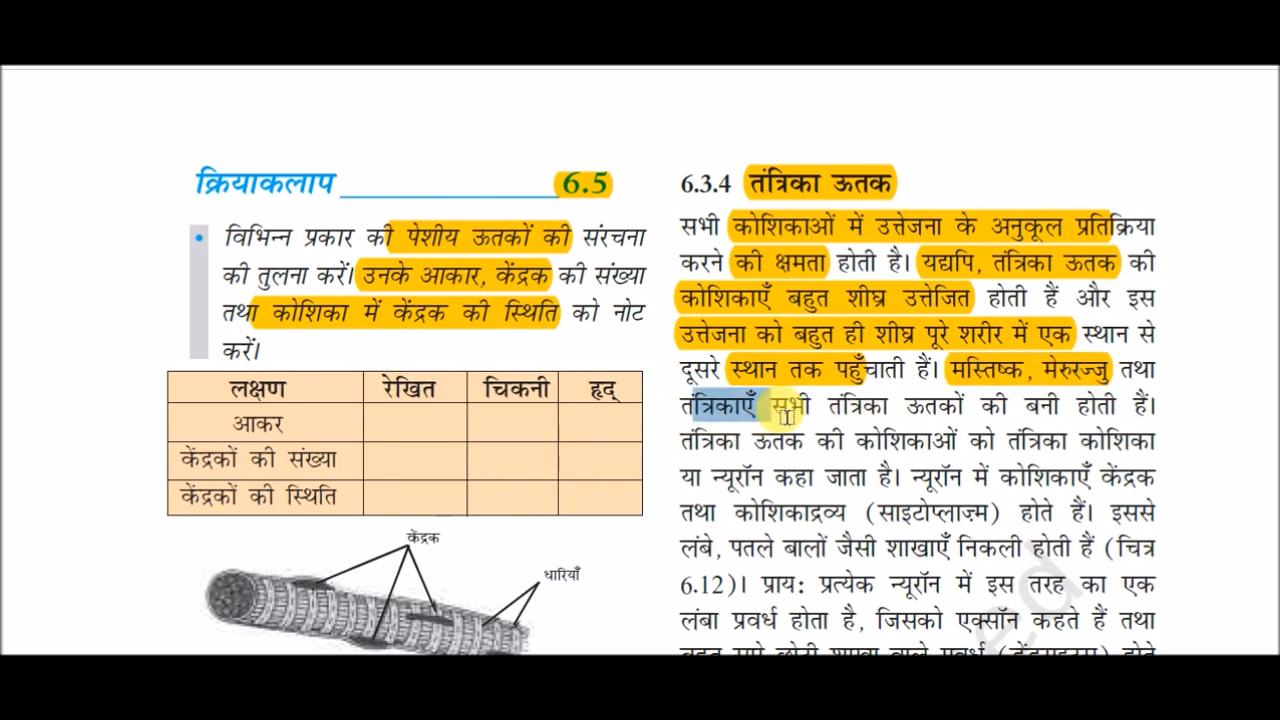 क्रियाकलाप 6.5
• विभिन्न प्रकार की पेशीय ऊतकों की संरचना
की तुलना करें। उनके आकार, केंद्रक की संख्या
तथा कोशिका में केंद्रक की स्थिति को नोट
करें।
लक्षण रेखित चिकनी हृद्
आकर
केंद्रकों की संख्या
केंद्रकों की स्थिति
केंद्रक
धारियाँ
6.3.4 तंत्रिका ऊतक
सभी कोशिकाओं में उत्तेजना के अनुकूल प्रतिक्रिया
करने की क्षमता होती है। यद्यपि, तंत्रिका ऊतक की
कोशिकाएँ बहुत शीघ्र उत्तेजित होती हैं और इस
उत्तेजना को बहुत ही शीघ्र पूरे शरीर में एक स्थान से
दूसरे स्थान तक पहुँचाती हैं। मस्तिष्क, मेरुरज्जु तथा
तंत्रिकाएँ सभी तंत्रिका ऊतकों की बनी होती हैं।
तंत्रिका ऊतक की कोशिकाओं को तंत्रिका कोशिका
या न्यूरॉन कहा जाता है। न्यूरॉन में कोशिकाएँ केंद्रक
तथा कोशिकाद्रव्य (साइटोप्लाज़्म) होते हैं। इससे
लंबे, पतले बालों जैसी शाखाएँ निकली होती हैं (चित्र
6.12)। प्राय: प्रत्येक न्यूरॉन में इस तरह का एक
लंबा प्रवर्ध होता है, जिसको एक्सॉन कहते हैं तथा